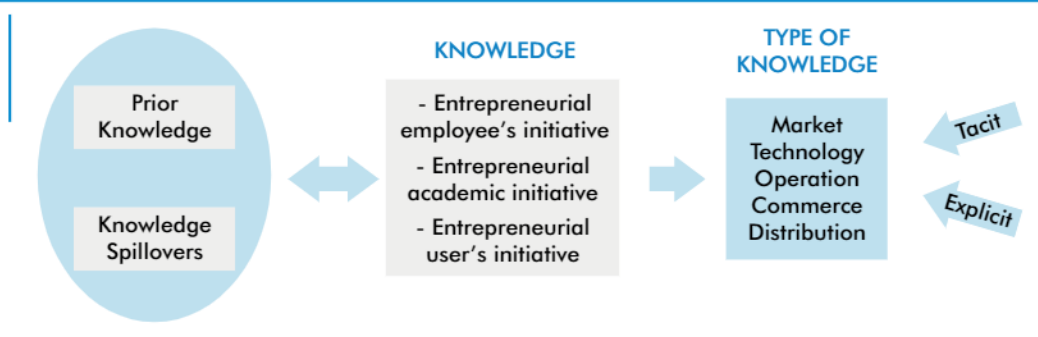 Prior
Knowledge
Knowledge
Spillovers
KNOWLEDGE
- Entrepreneurial
employee's initiative
- Entrepreneurial
academic initiative
- Entrepreneurial
user's initiative
TYPE OF
KNOWLEDGE
Market
Technology
Operation
Commerce
Distribution
Tacit
Explicit